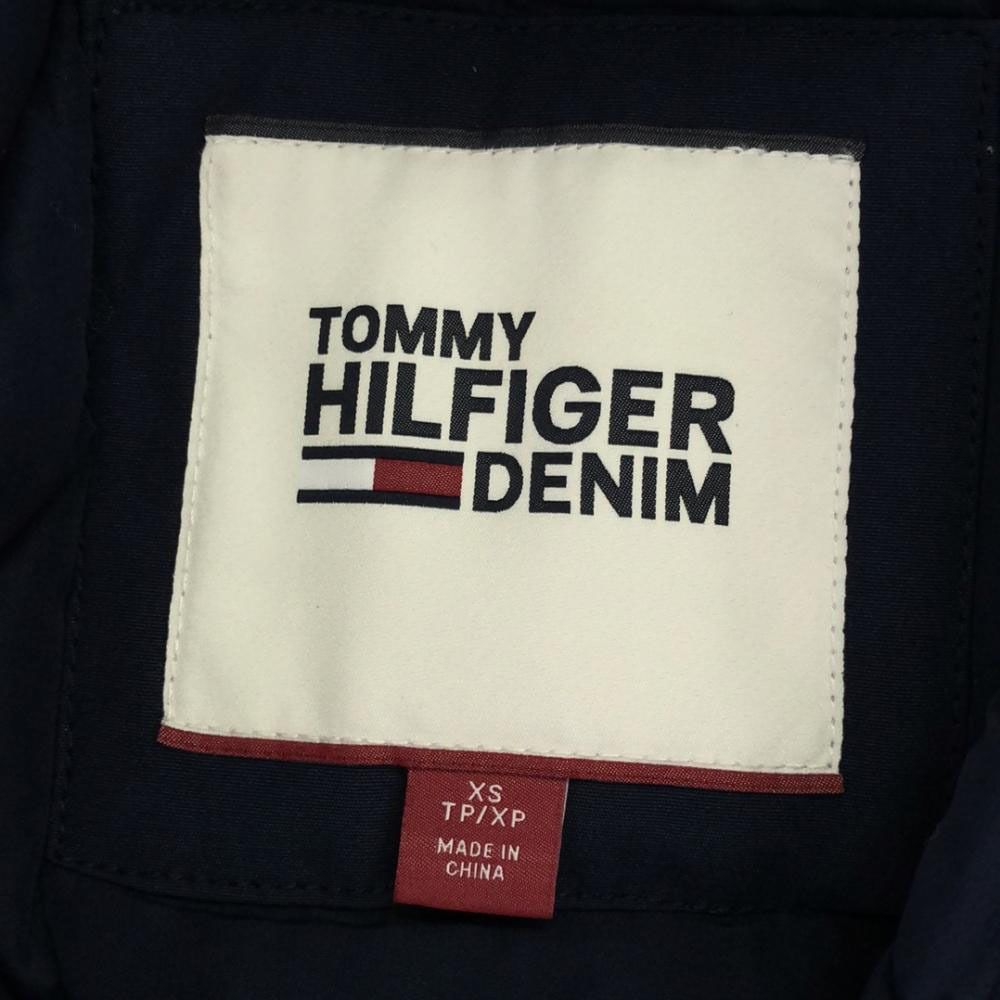 TOMMY
HILFIGER
DENIM
XS
TP/XP
MADE IN
CHINA